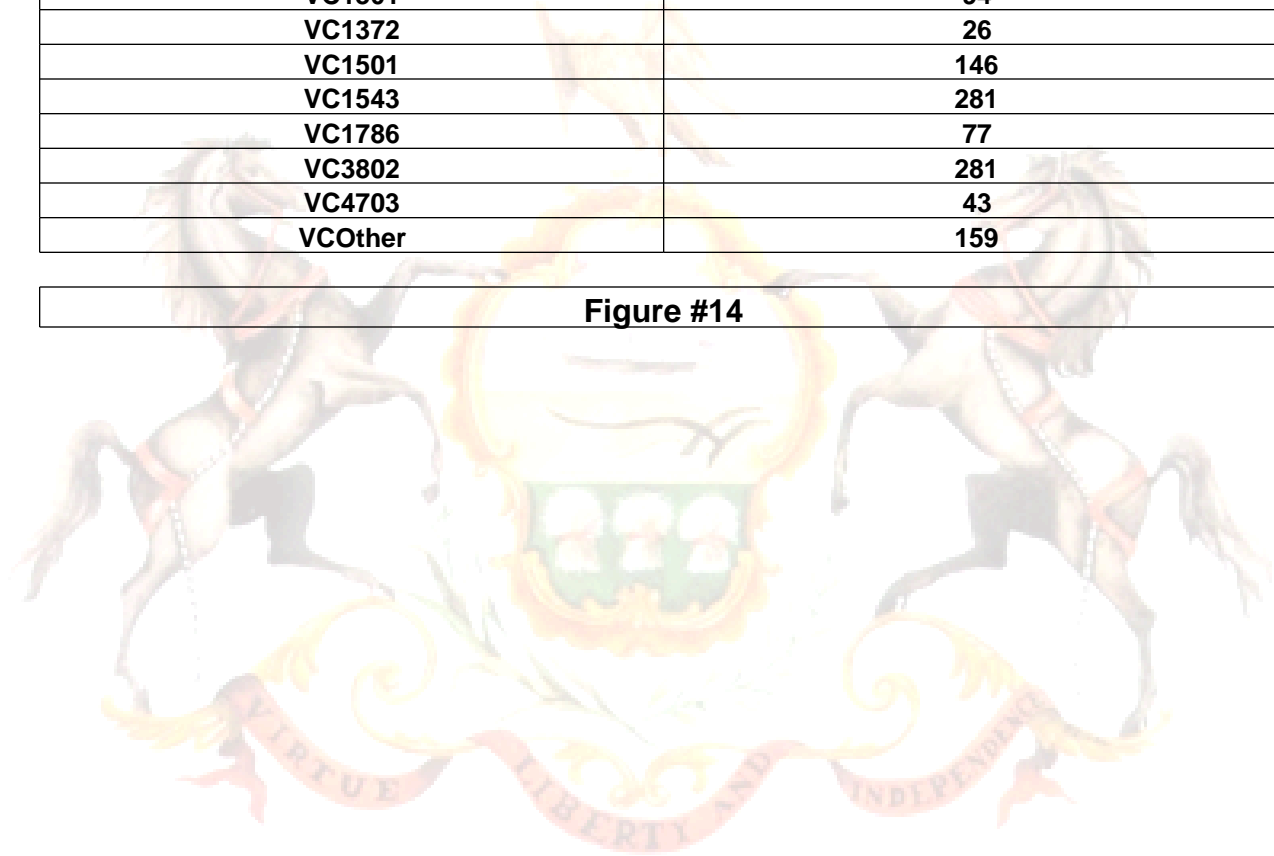 VC1372 26
VC1501 146
VC1543 281
VC1786 77
VC3802 281
VC4703 43
VCOther 159
Figure #14
VIRTUE LIBERTY AND INDEPENDENCE